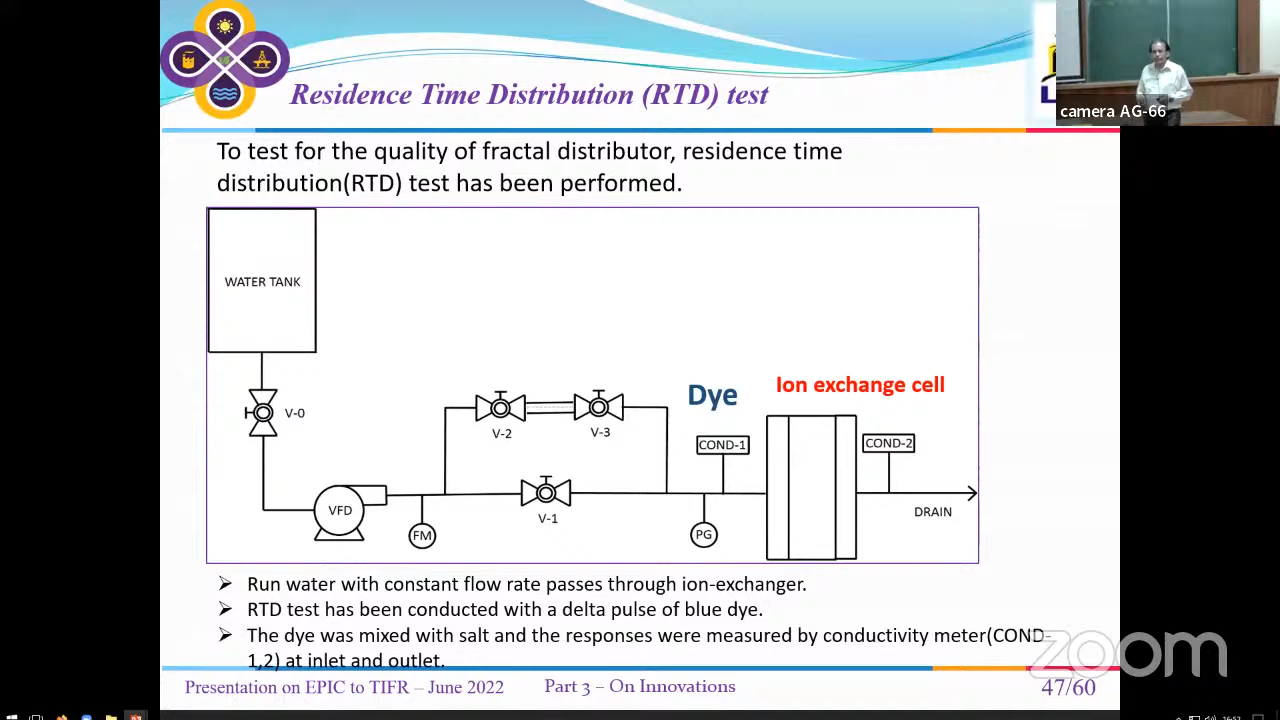 Residence Time Distribution (RTD) test
camera AG-66
To test for the quality of fractal distributor, residence time
distribution(RTD) test has been performed.
WATER TANK
Dye
Ion exchange cell
V-0
V-2
V-3
COND-1
COND-2
VFD
V-1
FM
PG
DRAIN
➢ Run water with constant flow rate passes through ion-exchanger.
➢ RTD test has been conducted with a delta pulse of blue dye.
➢ The dye was mixed with salt and the responses were measured by conductivity meter(COND-
1,2) at inlet and outlet.
zoom
Presentation on EPIC to TIFR – June 2022
Part 3 – On Innovations
47/60